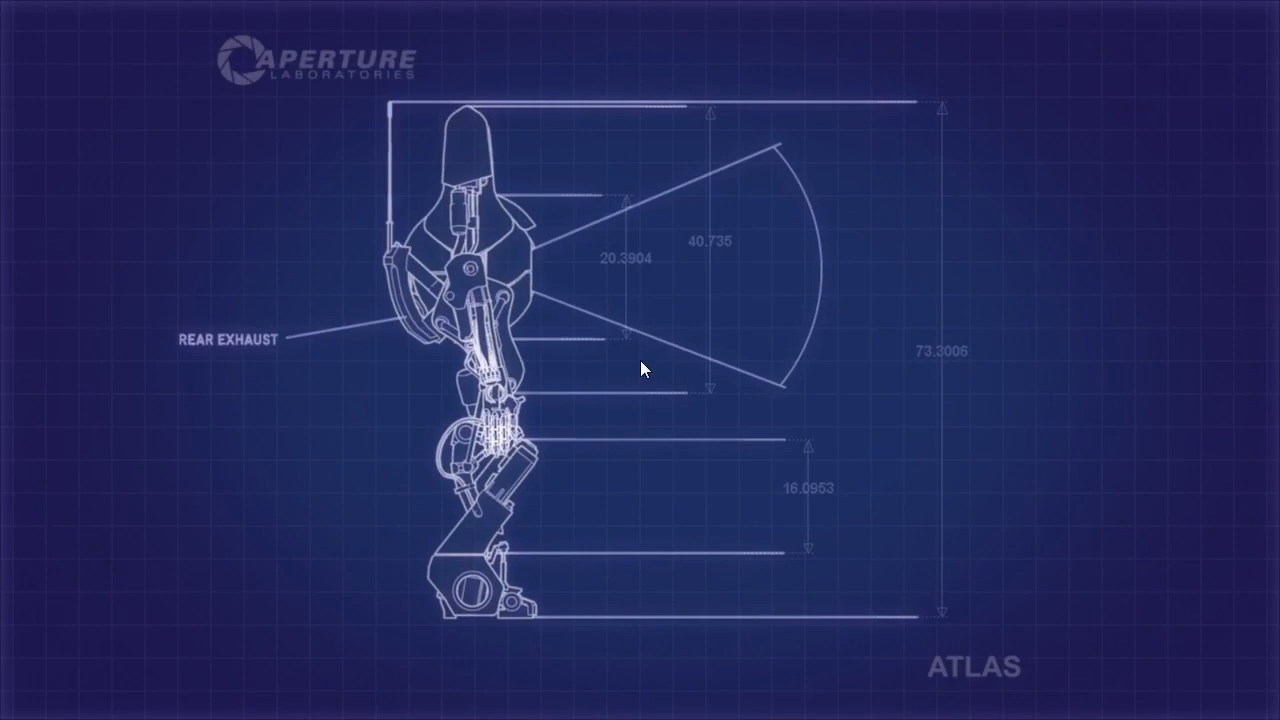 APERTURE
LABORATORIES
40.735
20.3904
REAR EXHAUST
73.3006
16.0953
ATLAS